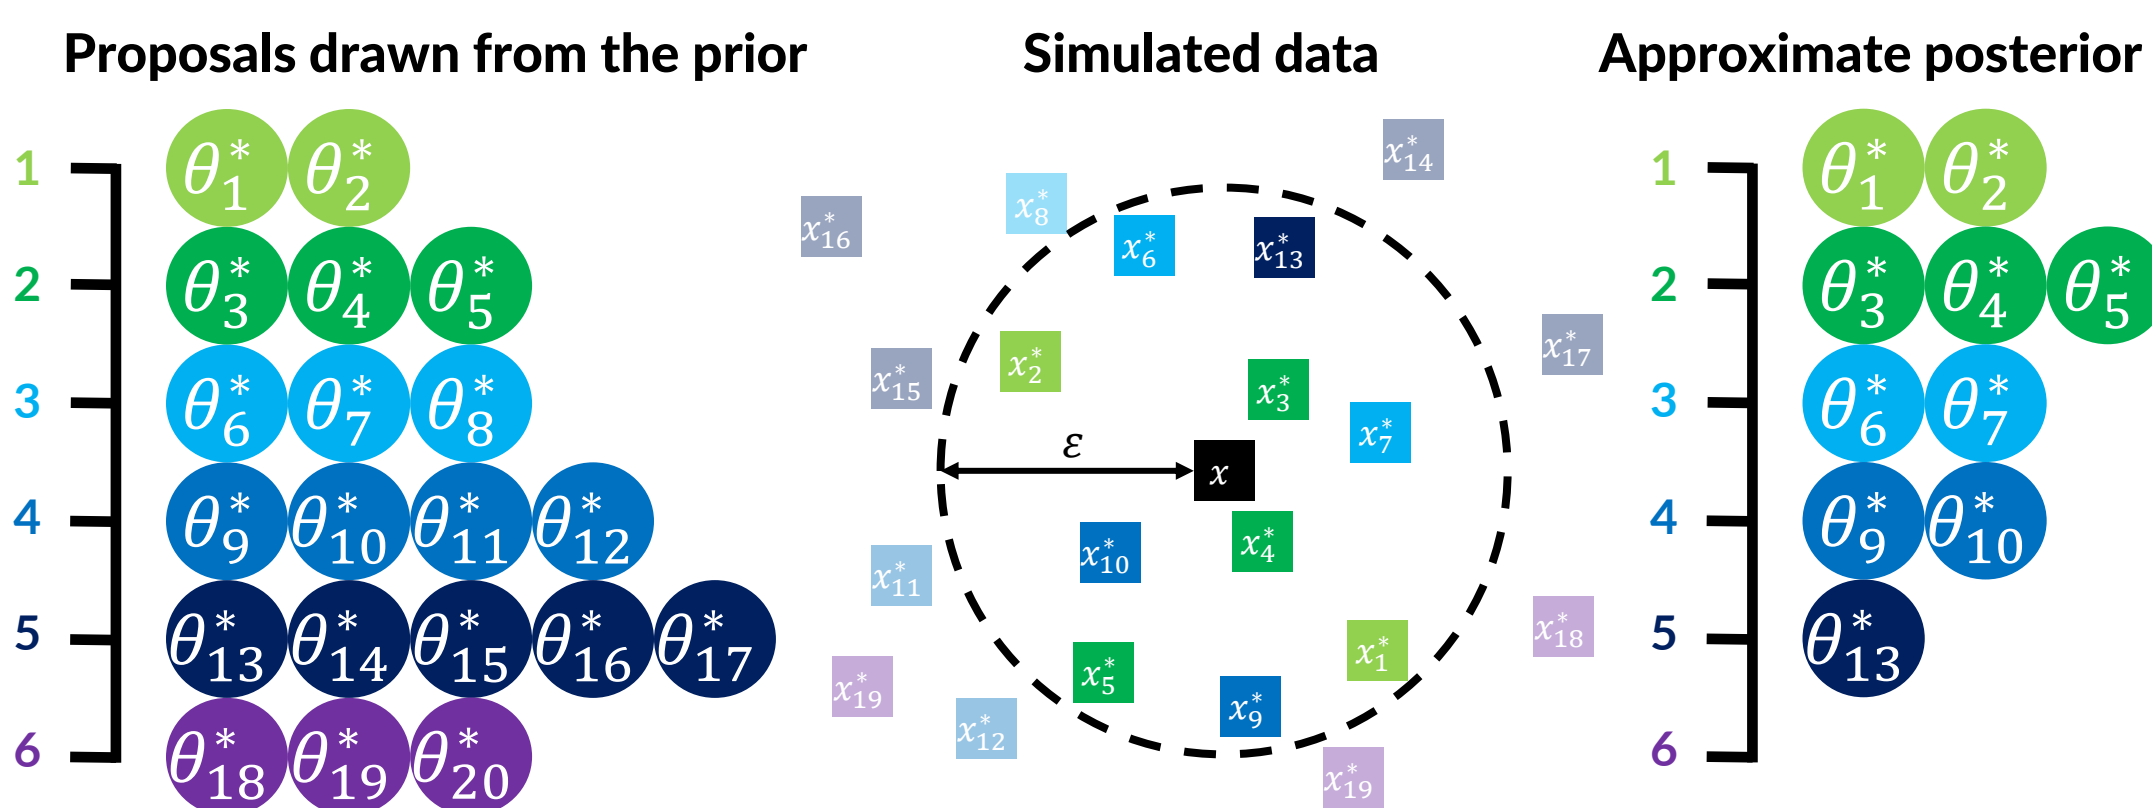 Proposals drawn from the prior
1 θ*1 θ*2
2 θ*3 θ*4 θ*5
3 θ*6 θ*7 θ*8
4 θ*9 θ*10 θ*11 θ*12
5 θ*13 θ*14 θ*15 θ*16 θ*17
6 θ*18 θ*19 θ*20
Simulated data
x*14
x*8
x*16
x*6
x*13
x*17
x*2
x*15
x*3
x*7
ε
x
x*4
x*10
x*11
x*18
x*1
x*5
x*19
x*9
x*12
x*19
Approximate posterior
1 θ*1 θ*2
2 θ*3 θ*4 θ*5
3 θ*6 θ*7
4 θ*9 θ*10
5 θ*13
6